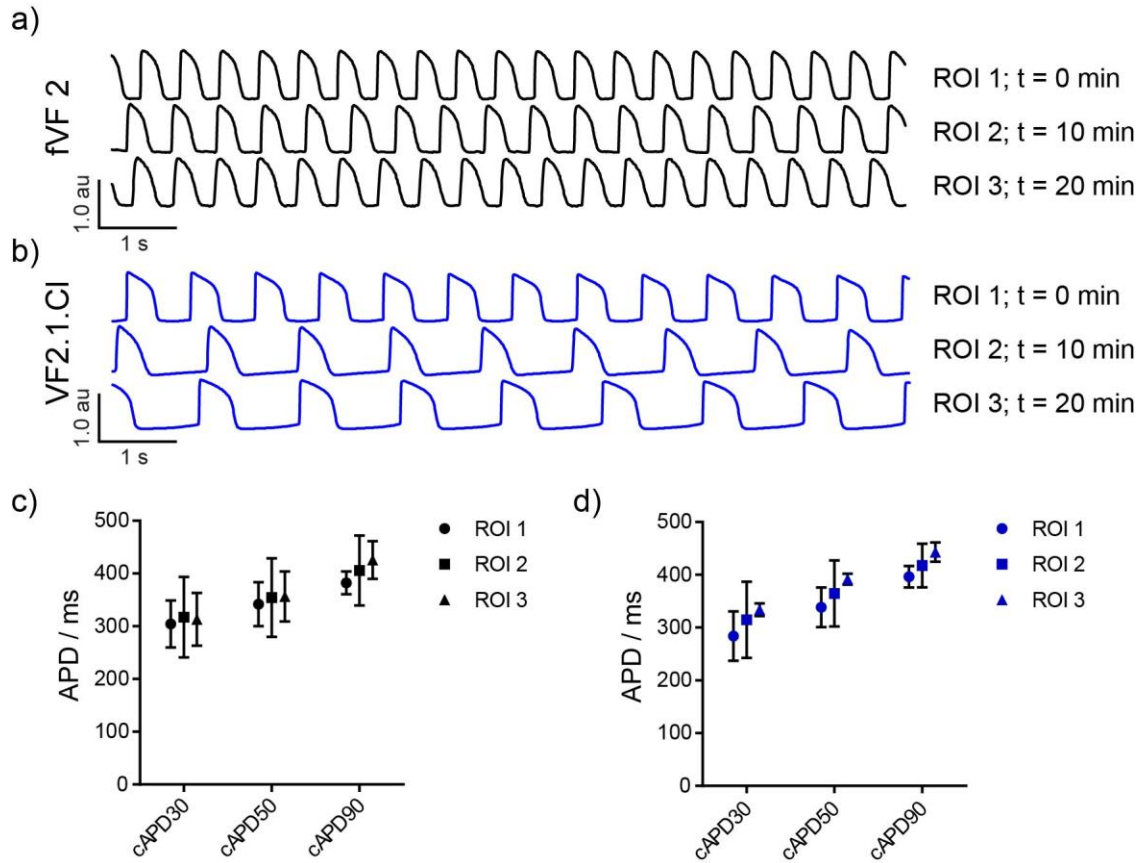 a)
fVF 2
ROI 1; t = 0 min
ROI 2; t = 10 min
ROI 3; t = 20 min
1.0 au
1 s
b)
VF2.1.Cl
ROI 1; t = 0 min
ROI 2; t = 10 min
ROI 3; t = 20 min
1.0 au
1 s
c)
APD / ms
500
400
300
200
100
0
cAPD30
cAPD50
cAPD90
ROI 1
ROI 2
ROI 3
d)
APD / ms
500
400
300
200
100
0
cAPD30
cAPD50
cAPD90
ROI 1
ROI 2
ROI 3